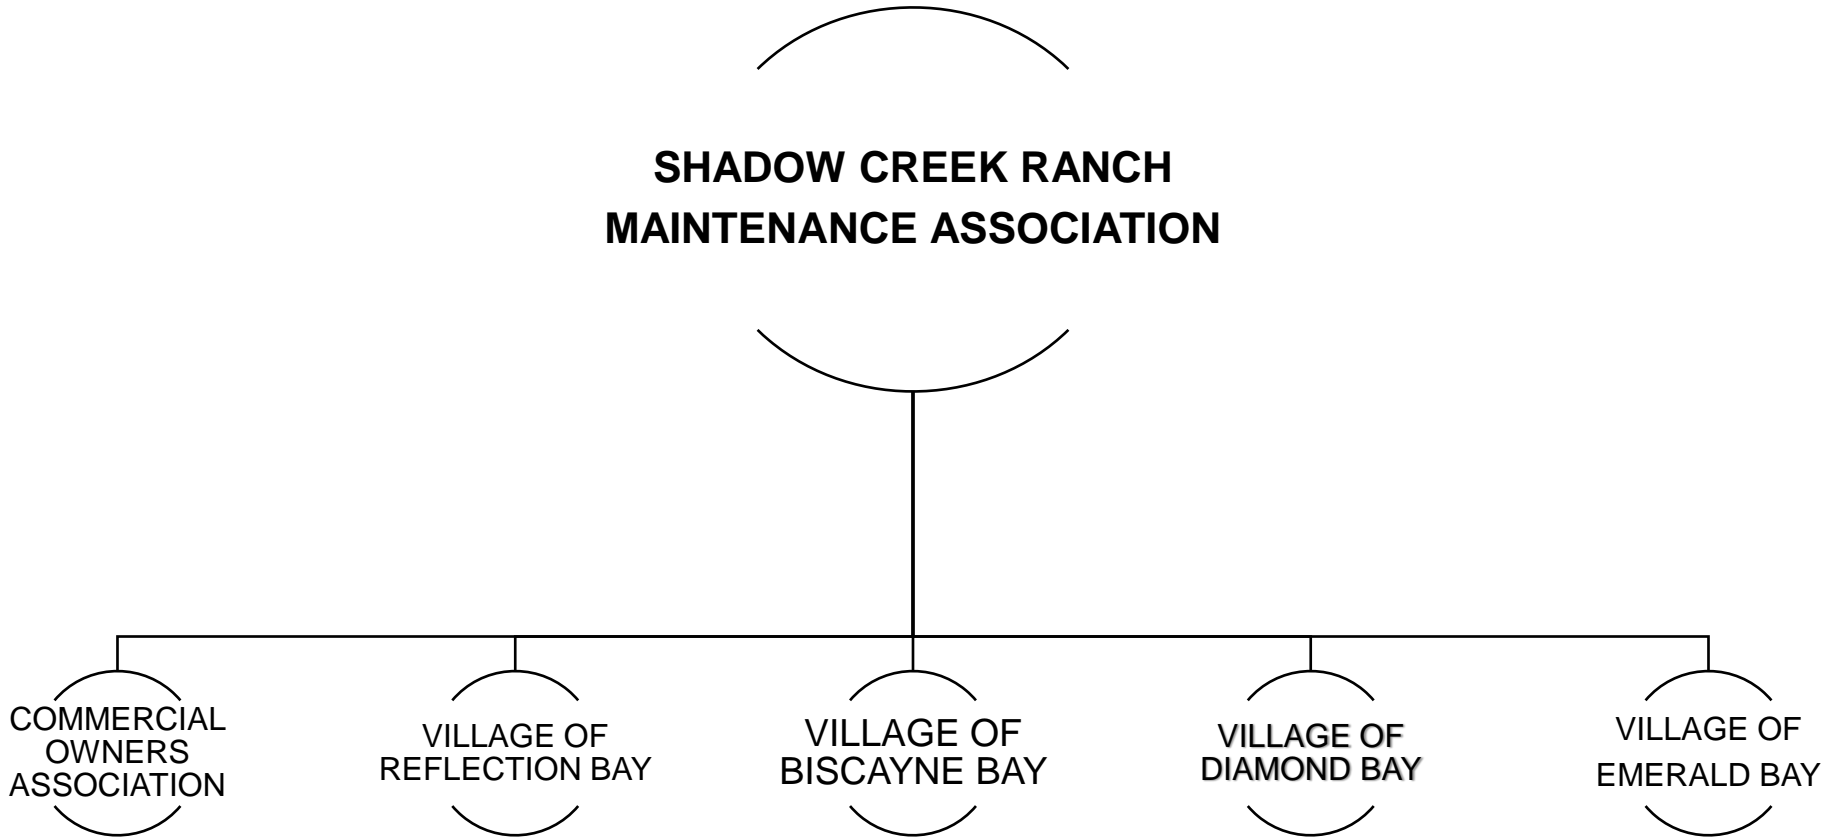 SHADOW CREEK RANCH
MAINTENANCE ASSOCIATION
COMMERCIAL
OWNERS
ASSOCIATION
VILLAGE OF
REFLECTION BAY
VILLAGE OF
BISCAYNE BAY
VILLAGE OF
DIAMOND BAY
VILLAGE OF
EMERALD BAY